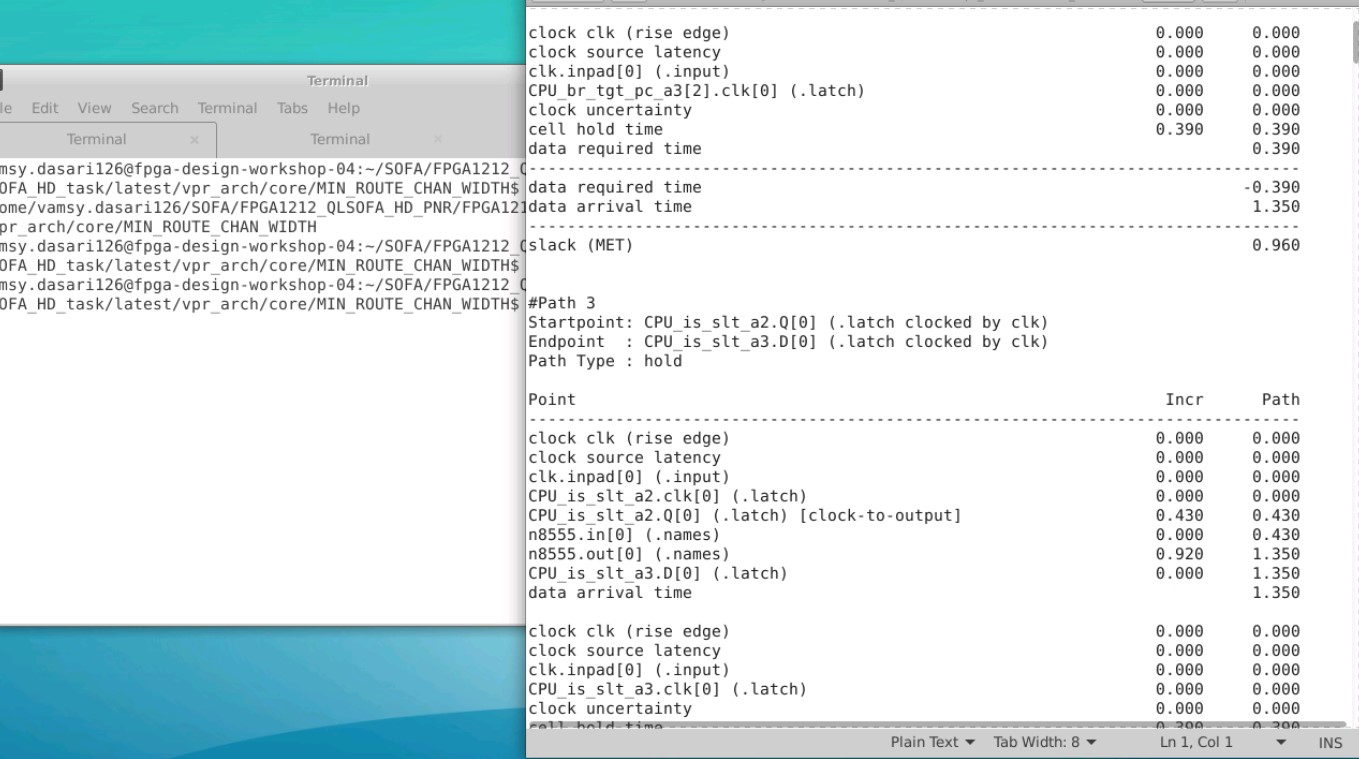 Terminal
le Edit View Search Terminal Tabs Help
Terminal × Terminal ×
msy.dasari126@fpga-design-workshop-04:~/SOFA/FPGA1212_Q
OFA_HD_task/latest/vpr_arch/core/MIN_ROUTE_CHAN_WIDTH$
ome/vamsy.dasari126/SOFA/FPGA1212_QLSOFA_HD_PNR/FPGA121
pr_arch/core/MIN_ROUTE_CHAN_WIDTH
msy.dasari126@fpga-design-workshop-04:~/SOFA/FPGA1212_Q
OFA_HD_task/latest/vpr_arch/core/MIN_ROUTE_CHAN_WIDTH$
msy.dasari126@fpga-design-workshop-04:~/SOFA/FPGA1212_Q
OFA_HD_task/latest/vpr_arch/core/MIN_ROUTE_CHAN_WIDTH$
clock clk (rise edge) 0.000 0.000
clock source latency 0.000 0.000
clk.inpad[0] (.input) 0.000 0.000
CPU_br_tgt_pc_a3[2].clk[0] (.latch) 0.000 0.000
clock uncertainty 0.000 0.000
cell hold time 0.390 0.390
data required time 0.390
--------------------------------------------------------------------------------
data required time -0.390
data arrival time 1.350
--------------------------------------------------------------------------------
slack (MET) 0.960
#Path 3
Startpoint: CPU_is_slt_a2.Q[0] (.latch clocked by clk)
Endpoint  : CPU_is_slt_a3.D[0] (.latch clocked by clk)
Path Type : hold
Point Incr Path
--------------------------------------------------------------------------------
clock clk (rise edge) 0.000 0.000
clock source latency 0.000 0.000
clk.inpad[0] (.input) 0.000 0.000
CPU_is_slt_a2.clk[0] (.latch) 0.000 0.000
CPU_is_slt_a2.Q[0] (.latch) [clock-to-output] 0.430 0.430
n8555.in[0] (.names) 0.000 0.430
n8555.out[0] (.names) 0.920 1.350
CPU_is_slt_a3.D[0] (.latch) 0.000 1.350
data arrival time 1.350
clock clk (rise edge) 0.000 0.000
clock source latency 0.000 0.000
clk.inpad[0] (.input) 0.000 0.000
CPU_is_slt_a3.clk[0] (.latch) 0.000 0.000
clock uncertainty 0.000 0.000
cell hold time 0.390 0.390
Plain Text Tab Width: 8 Ln 1, Col 1 INS